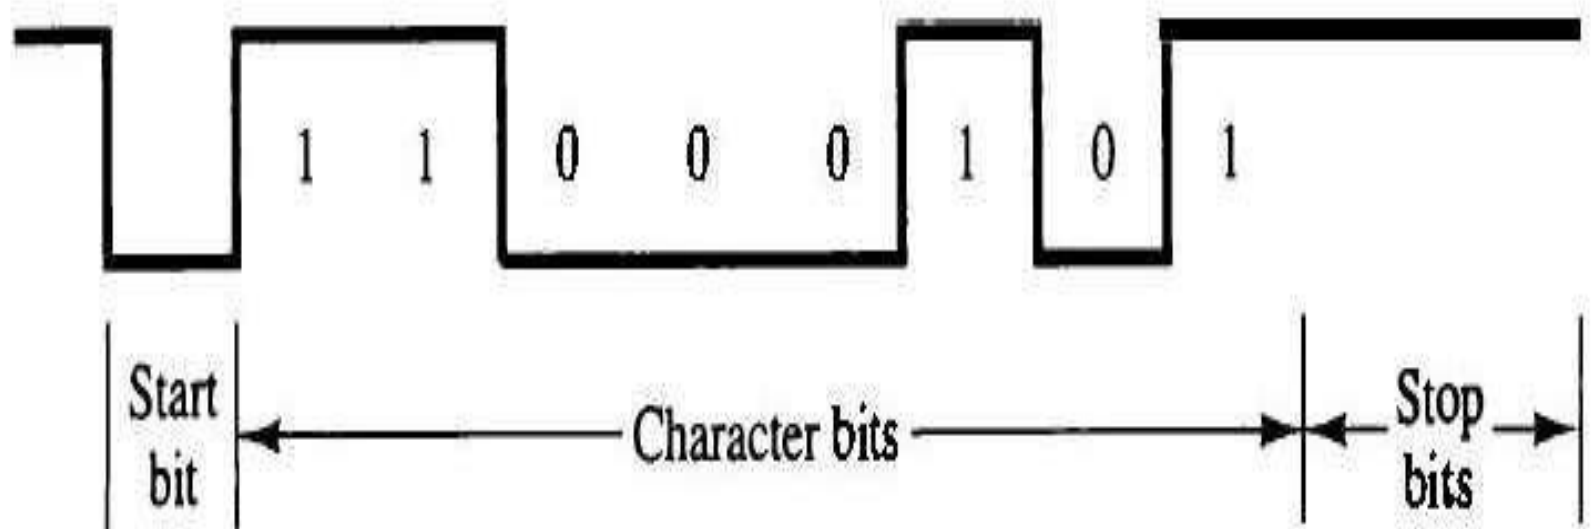 1 1 0 0 0 1 0 1
Start
bit
Character bits
Stop
bits